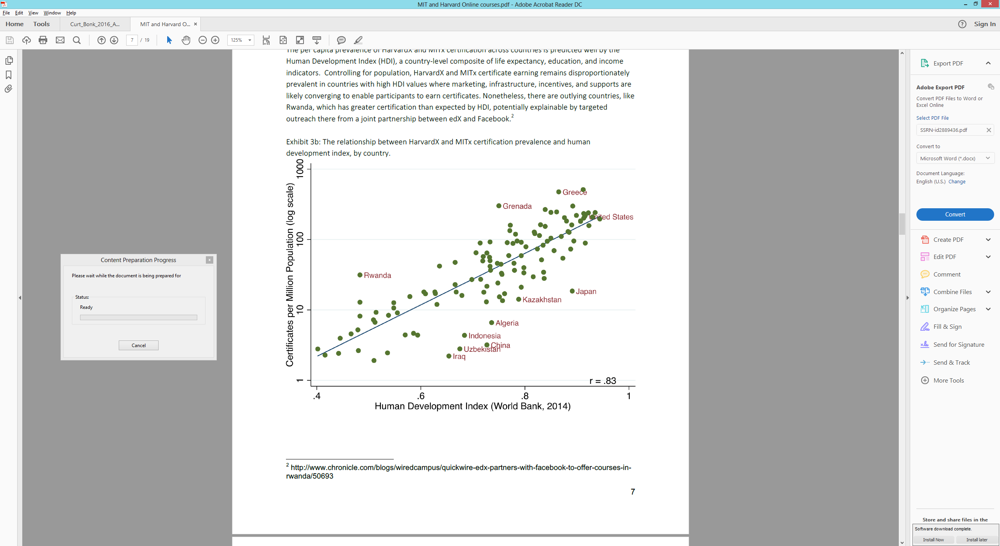 MIT and Harvard Online courses.pdf - Adobe Acrobat Reader DC
File Edit View Window Help
Home Tools Curt_Bonk_2016_A... MIT and Harvard O... × ? Sign In
7 / 19 125%
The per capita prevalence of HarvardX and MITx certification across countries is predicted well by the
Human Development Index (HDI), a country-level composite of life expectancy, education, and income
indicators.  Controlling for population, HarvardX and MITx certificate earning remains disproportionately
prevalent in countries with high HDI values where marketing, infrastructure, incentives, and supports are
likely converging to enable participants to earn certificates. Nonetheless, there are outlying countries, like
Rwanda, which has greater certification than expected by HDI, potentially explainable by targeted
outreach there from a joint partnership between edX and Facebook.2
Exhibit 3b: The relationship between HarvardX and MITx certification prevalence and human
development index, by country.
Certificates per Million Population (log scale)
1000
100
10
1
Greece
Grenada
United States
Rwanda
Japan
Kazakhstan
Algeria
Indonesia
China
Uzbekistan
Iraq
r = .83
.4 .6 .8 1
Human Development Index (World Bank, 2014)
2 http://www.chronicle.com/blogs/wiredcampus/quickwire-edx-partners-with-facebook-to-offer-courses-in-
rwanda/50693
7
Content Preparation Progress
x
Please wait while the document is being prepared for
Status:
Ready
Cancel
Export PDF
Adobe Export PDF
Convert PDF Files to Word or
Excel Online
Select PDF File
SSRN-id2889436.pdf
Convert to
Microsoft Word (*.docx)
Document Language:
English (U.S.) Change
Convert
Create PDF
Edit PDF
Comment
Combine Files
Organize Pages
Fill & Sign
Send for Signature
Send & Track
More Tools
Store and share files in the
Software download complete.
Install Now Install later